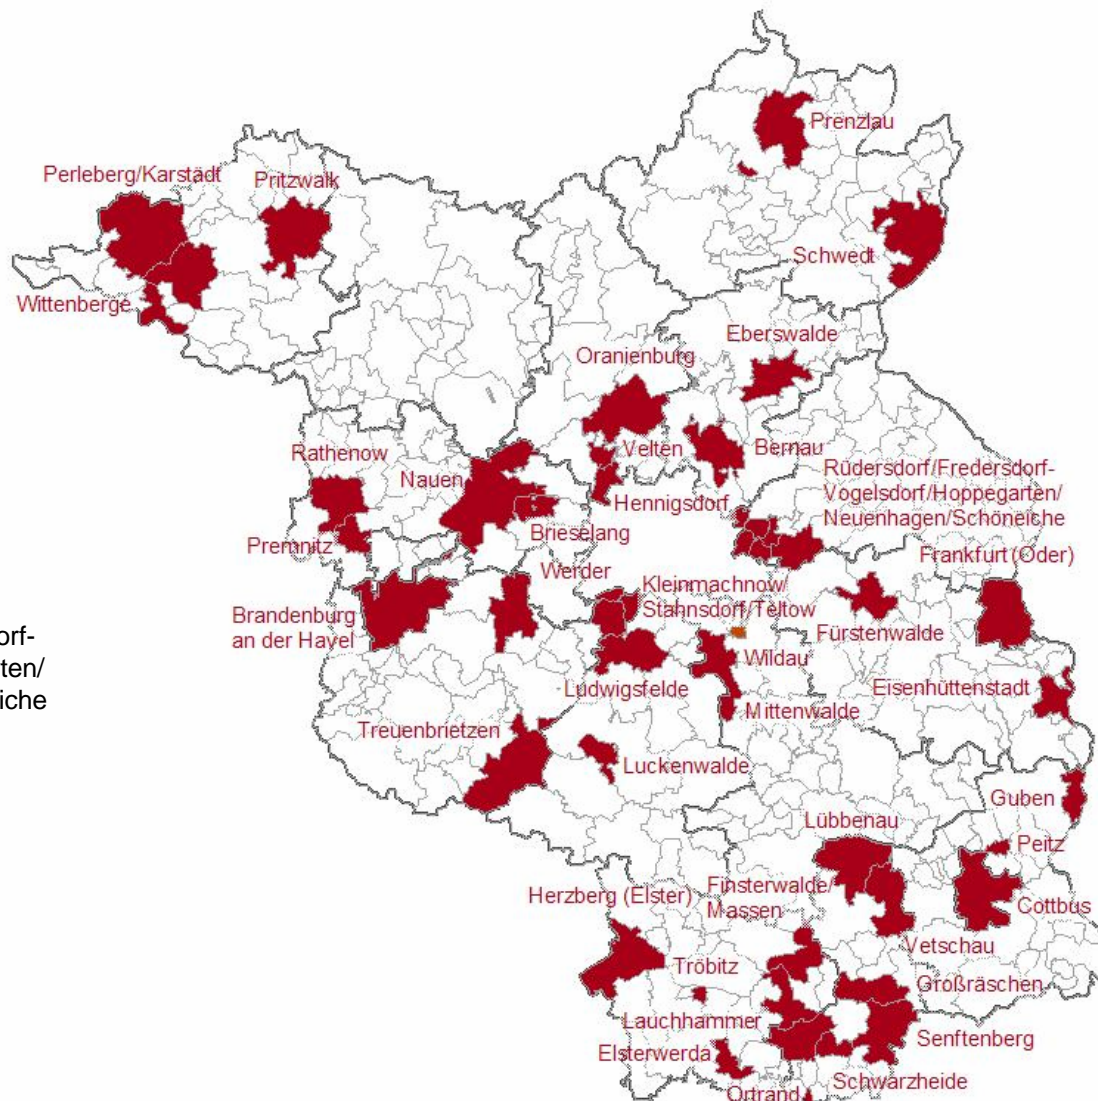 Prenzlau
Perleberg/Karstädt
Pritzwalk
Schwedt
Wittenberge
Eberswalde
Oranienburg
Rathenow
Velten
Bernau
Nauen
Rüdersdorf/Fredersdorf-
Vogelsdorf/Hoppegarten/
Neuenhagen/Schöneiche
Hennigsdorf
Premnitz
Brieselang
Frankfurt (Oder)
Werder
Kleinmachnow/
Stahnsdorf/Teltow
Brandenburg
an der Havel
Fürstenwalde
orf-
ten/
iche
Wildau
Ludwigsfelde
Eisenhüttenstadt
Mittenwalde
Treuenbrietzen
Luckenwalde
Guben
Lübbenau
Peitz
Herzberg (Elster)
Finsterwalde/
Massen
Cottbus
Vetschau
Tröbitz
Großräschen
Lauchhammer
Senftenberg
Elsterwerda
Schwarzheide
Ortrand